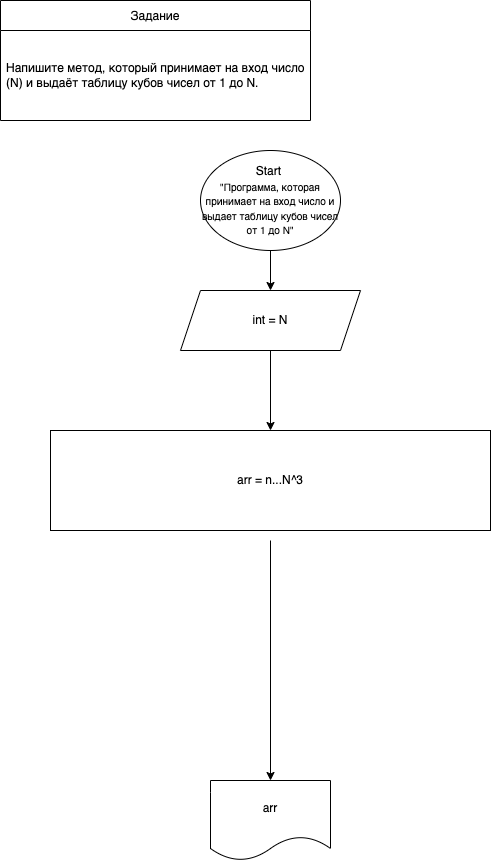 Задание
Напишите метод, который принимает на вход число
(N) и выдаёт таблицу кубов чисел от 1 до N.
Start
"Программа, которая
принимает на вход число и
выдает таблицу кубов чисел
от 1 до N"
int = N
arr = n...N^3
arr